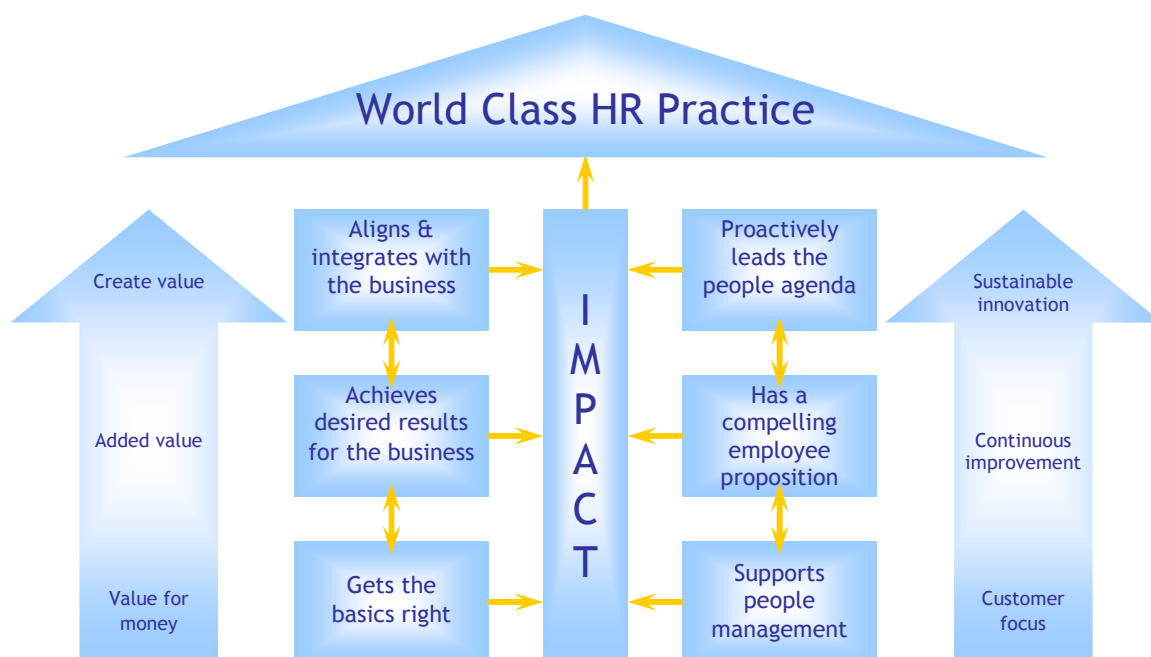 World Class HR Practice
Create value
Added value
Value for
money
Aligns &
integrates with
the business
Achieves
desired results
for the business
Gets the
basics right
I
M
P
A
C
T
Proactively
leads the
people agenda
Has a
compelling
employee
proposition
Supports
people
management
Sustainable
innovation
Continuous
improvement
Customer
focus